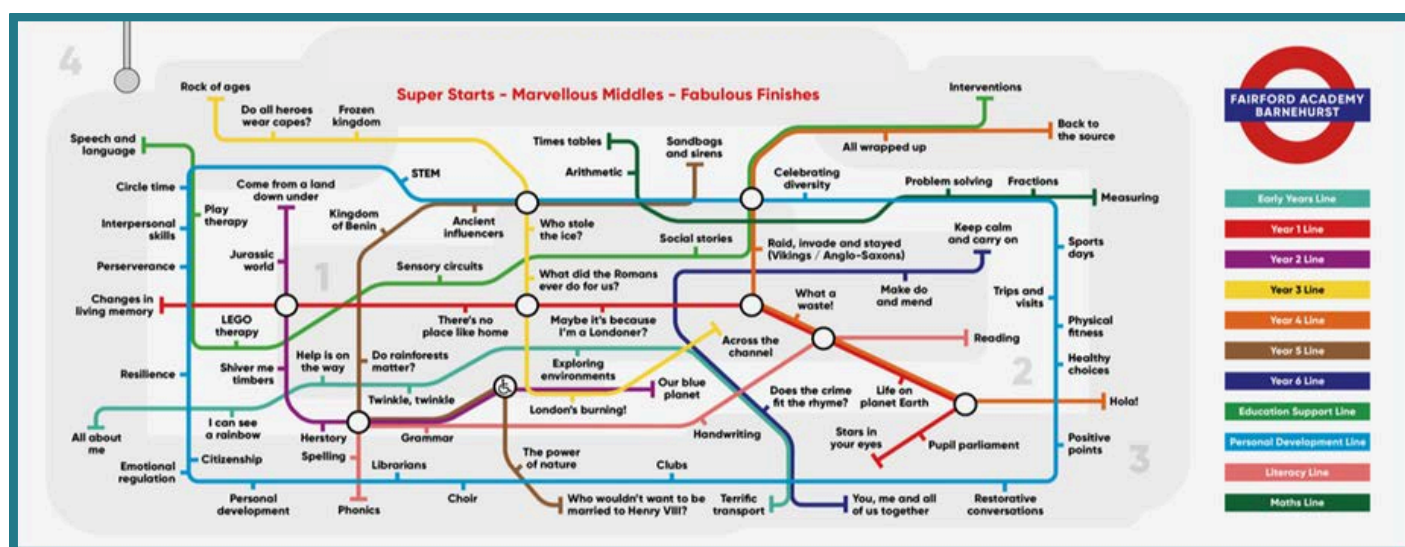 4
Rock of ages
Do all heroes
wear capes?
Frozen
kingdom
Super Starts - Marvellous Middles - Fabulous Finishes
Interventions
Back to
the source
All wrapped up
Speech and
language
Times tables
Sandbags
and sirens
Arithmetic
Circle time
Come from a land
down under
STEM
Celebrating
diversity
Problem solving
Fractions
Measuring
Play
therapy
Interpersonal
skills
Kingdom
of Benin
Ancient
influencers
Who stole
the ice?
Social stories
Raid, invade and stayed
(Vikings / Anglo-Saxons)
Keep calm
and carry on
Sports
days
Perserverance
Jurassic
world
1
Sensory circuits
What did the Romans
ever do for us?
Make do
and mend
Trips and
visits
Changes in
living memory
LEGO
therapy
There's no
place like home
Maybe it's because
I'm a Londoner?
What a
waste!
Physical
fitness
Across the
channel
Reading
Resilience
Shiver me
timbers
Help is on
the way
Do rainforests
matter?
Exploring
environments
Healthy
choices
2
Twinkle, twinkle
Our blue
planet
Does the crime
fit the rhyme?
Life on
planet Earth
Hola!
All about
me
I can see
a rainbow
Herstory
Grammar
London's burning!
Handwriting
Stars in
your eyes
Pupil parliament
Positive
points
3
Emotional
regulation
Citizenship
Spelling
Librarians
The power
of nature
Clubs
Personal
development
Phonics
Choir
Who wouldn't want to be
married to Henry VIII?
Terrific
transport
You, me and all
of us together
Restorative
conversations
FAIRFORD ACADEMY
BARNEHURST
Early Years Line
Year 1 Line
Year 2 Line
Year 3 Line
Year 4 Line
Year 5 Line
Year 6 Line
Education Support Line
Personal Development Line
Literacy Line
Maths Line